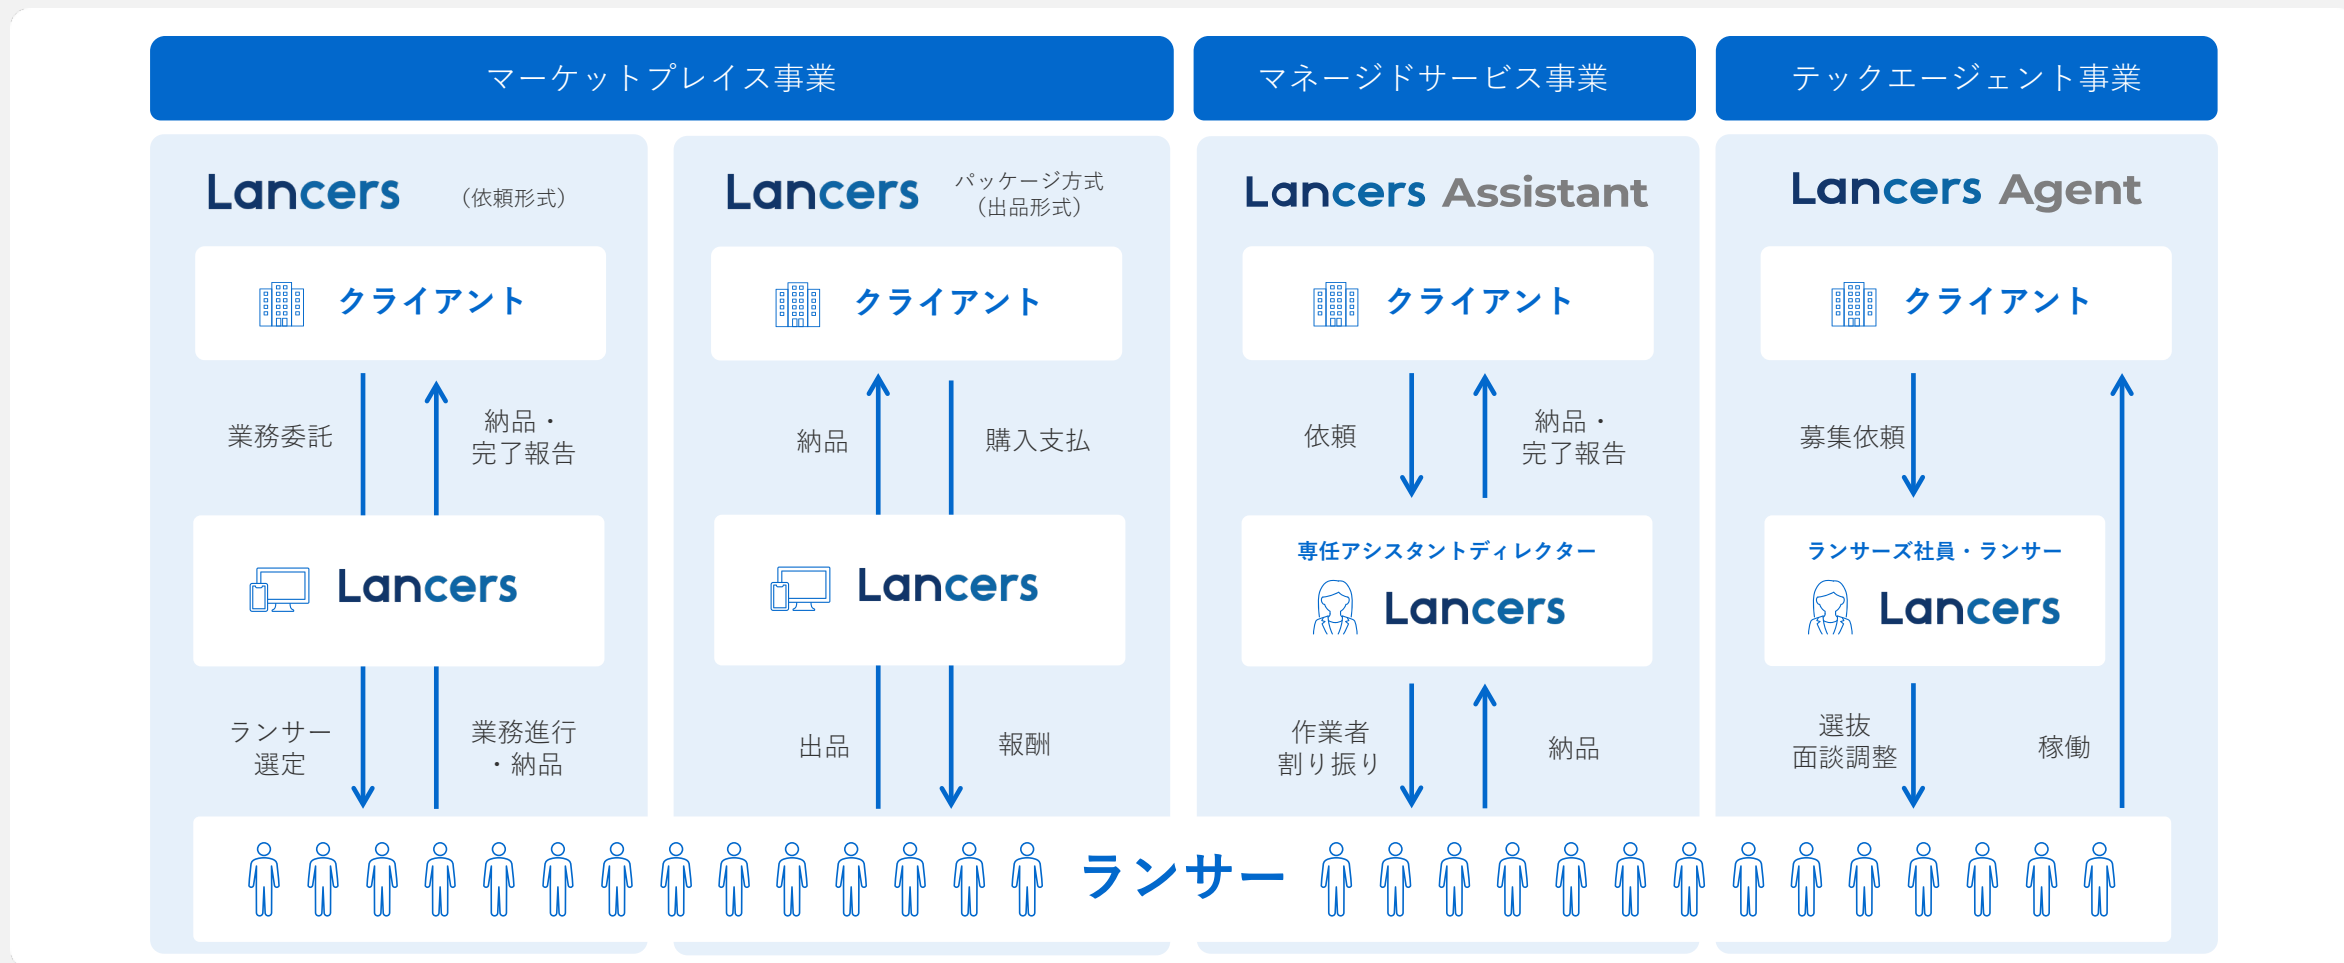 マーケットプレイス事業
マネージドサービス事業
テックエージェント事業
Lancers
（依頼形式）
クライアント
業務委託
納品・
完了報告
Lancers
ランサー
選定
業務進行
・納品
Lancers
パッケージ方式
（出品形式）
クライアント
納品
購入支払
Lancers
出品
報酬
Lancers Assistant
クライアント
依頼
納品・
完了報告
専任アシスタントディレクター
Lancers
作業者
割り振り
納品
Lancers Agent
クライアント
募集依頼
ランサーズ社員・ランサー
Lancers
選抜
面談調整
稼働
ランサー